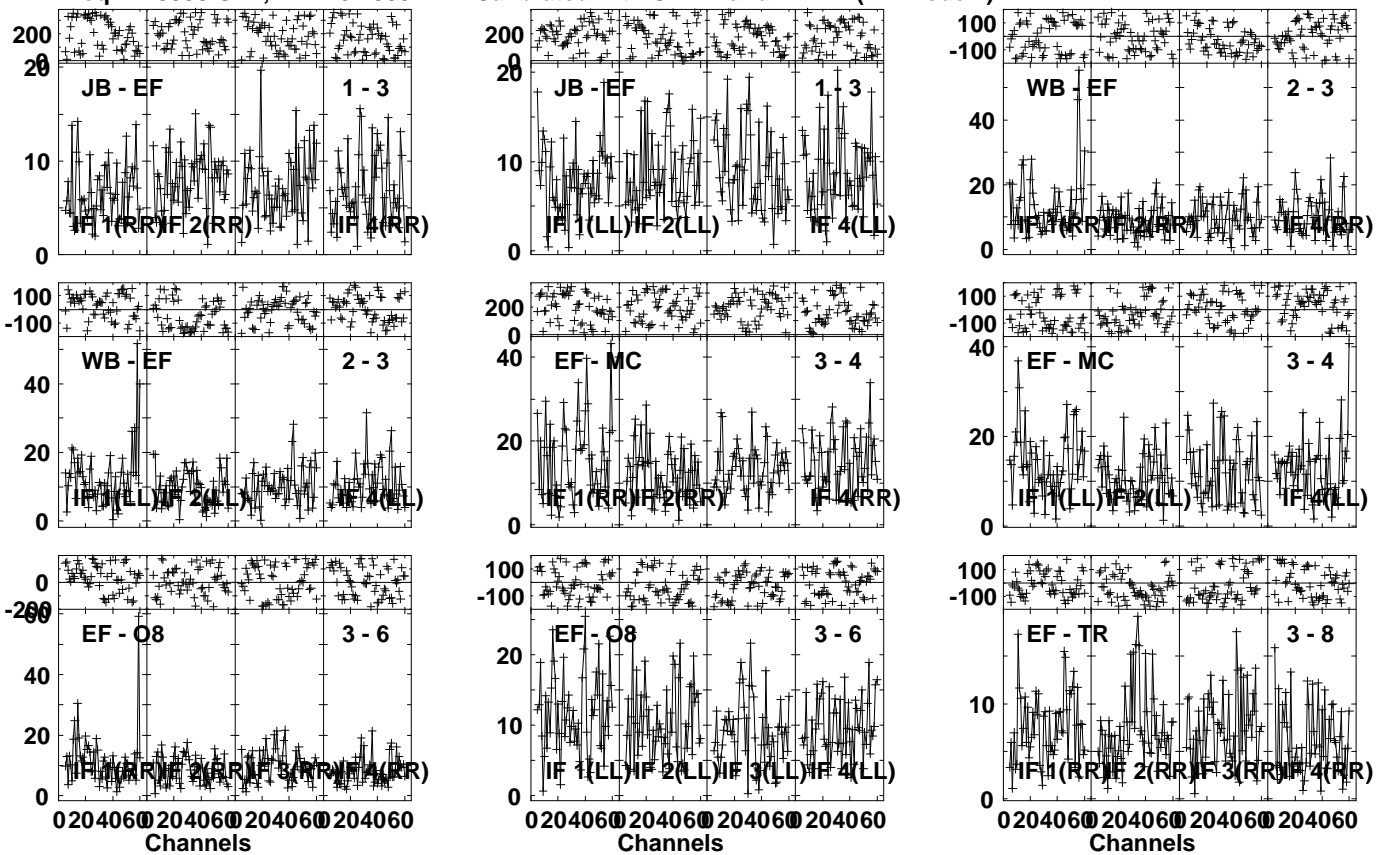 200
0
20
10
0
JB - EF
1 - 3
IF 1(RR)
IF 2(RR)
IF 4(RR)
200
0
20
10
0
JB - EF
1 - 3
IF 1(LL)
IF 2(LL)
IF 4(LL)
100
-100
40
20
0
WB - EF
2 - 3
IF 1(RR)
IF 2(RR)
IF 4(RR)
100
-100
40
20
0
WB - EF
2 - 3
IF 1(LL)
IF 2(LL)
IF 4(LL)
200
0
40
20
0
EF - MC
3 - 4
IF 1(RR)
IF 2(RR)
IF 4(RR)
100
-100
40
20
0
EF - MC
3 - 4
IF 1(LL)
IF 2(LL)
IF 4(LL)
0
-200
60
40
20
0
EF - O8
3 - 6
IF 1(RR)
IF 2(RR)
IF 3(RR)
IF 4(RR)
0 20 40 60 0 20 40 60 0 20 40 60 0 20 40 60
Channels
100
-100
20
10
0
EF - O8
3 - 6
IF 1(LL)
IF 2(LL)
IF 3(LL)
IF 4(LL)
0 20 40 60 0 20 40 60 0 20 40 60 0 20 40 60
Channels
100
-100
10
0
EF - TR
3 - 8
IF 1(RR)
IF 2(RR)
IF 3(RR)
IF 4(RR)
0 20 40 60 0 20 40 60 0 20 40 60 0 20 40 60
Channels